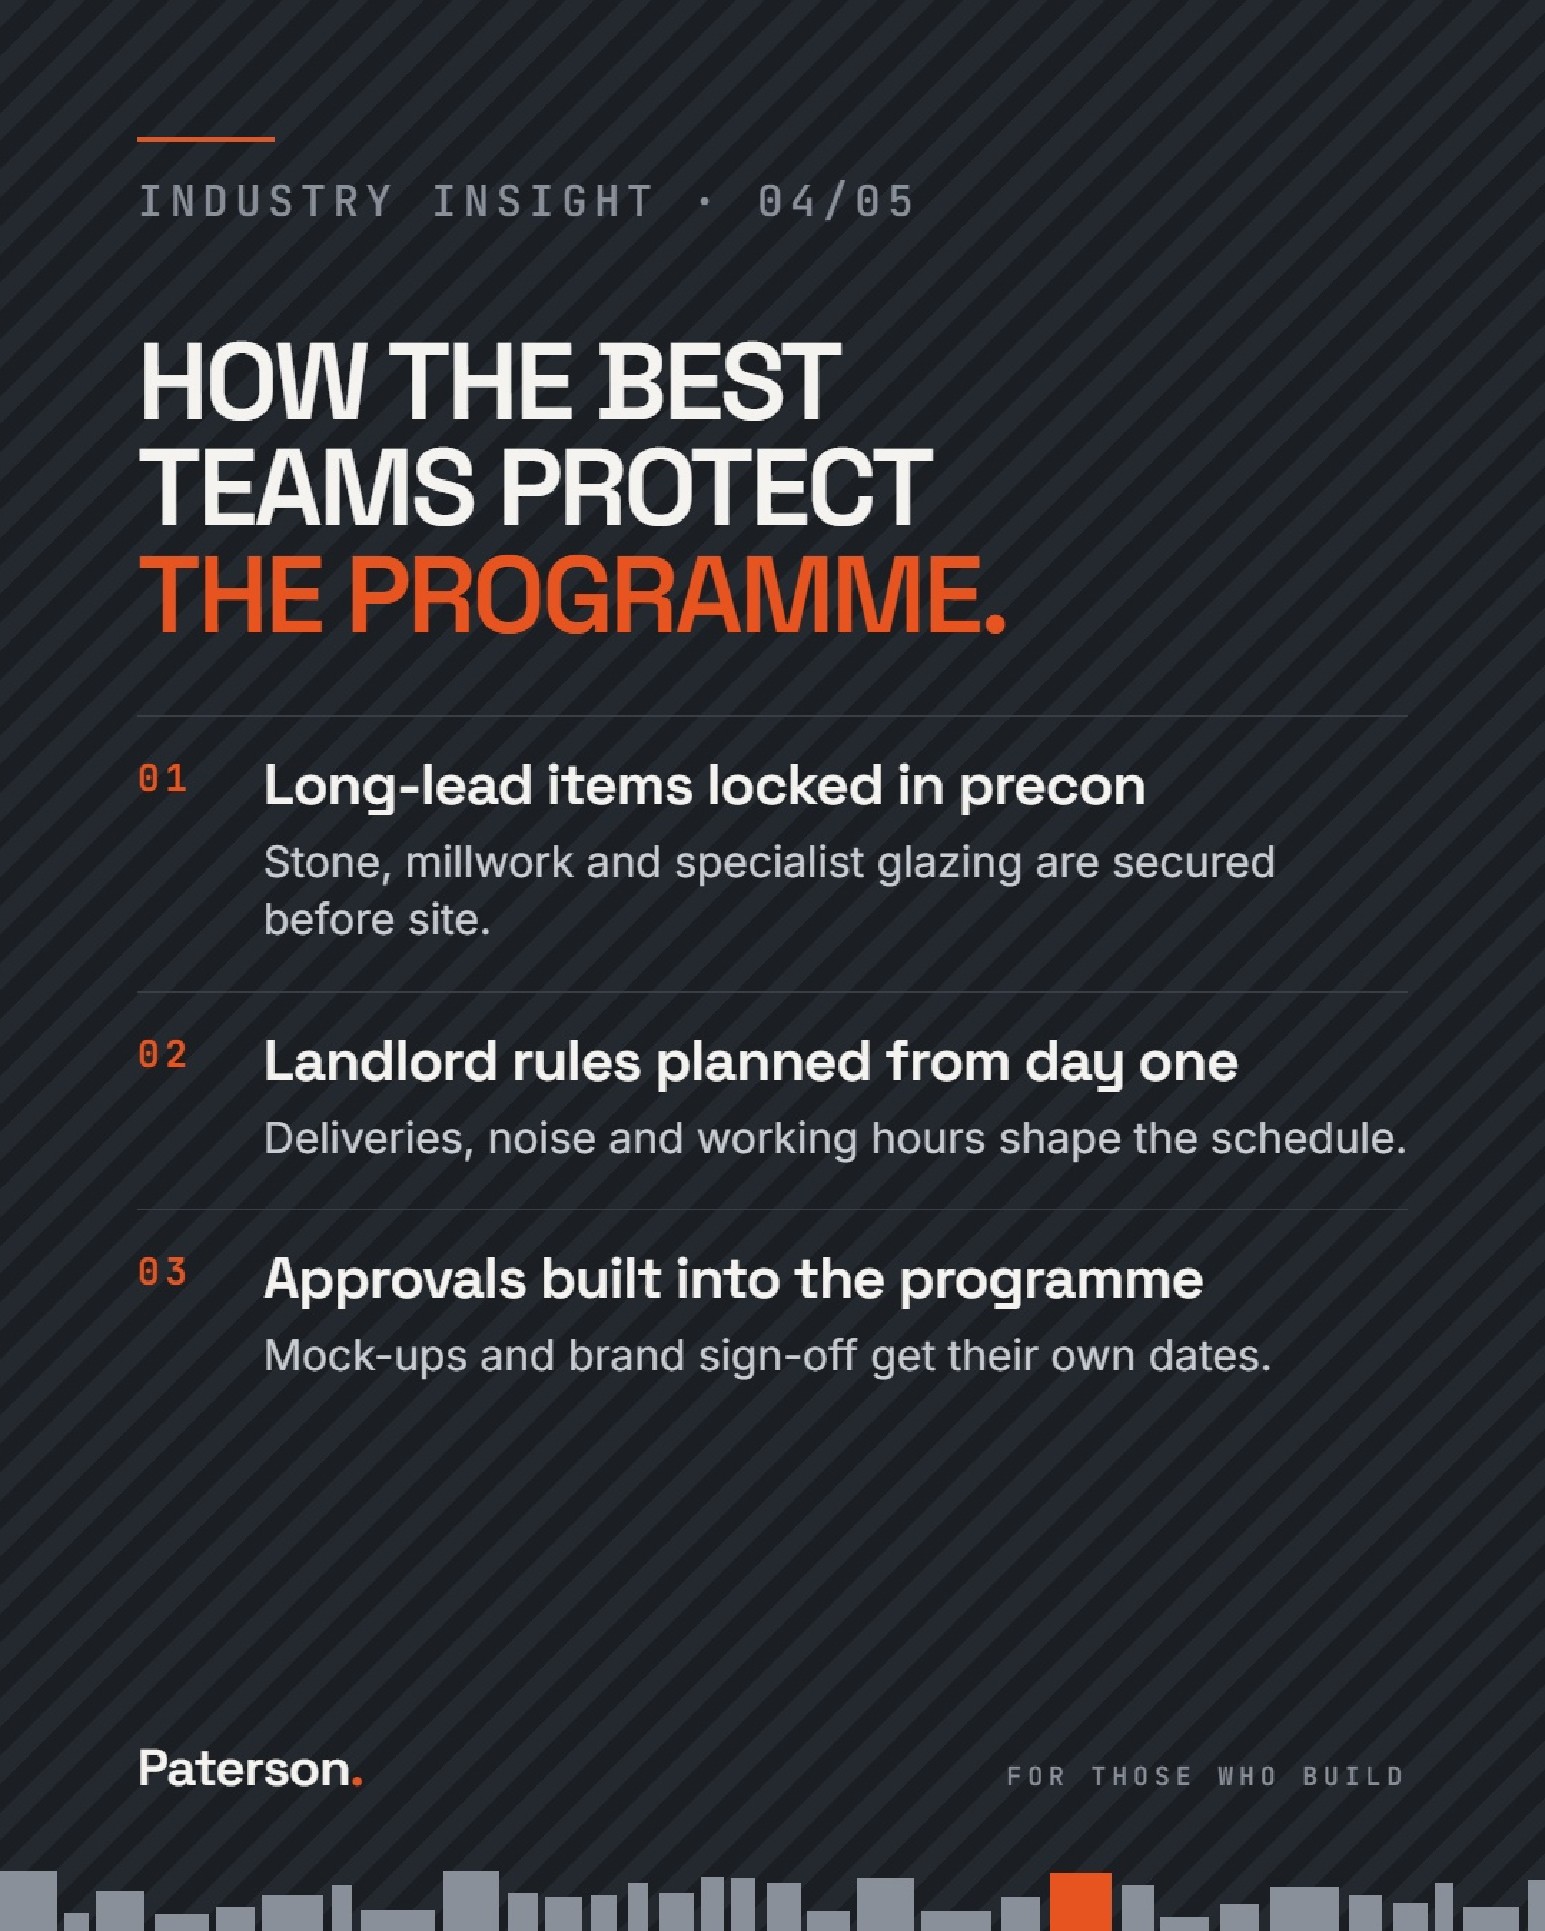 INDUSTRY INSIGHT · 04/05
HOW THE BEST
TEAMS PROTECT
THE PROGRAMME.
01 Long-lead items locked in precon
Stone, millwork and specialist glazing are secured
before site.
02 Landlord rules planned from day one
Deliveries, noise and working hours shape the schedule.
03 Approvals built into the programme
Mock-ups and brand sign-off get their own dates.
Paterson.
FOR THOSE WHO BUILD